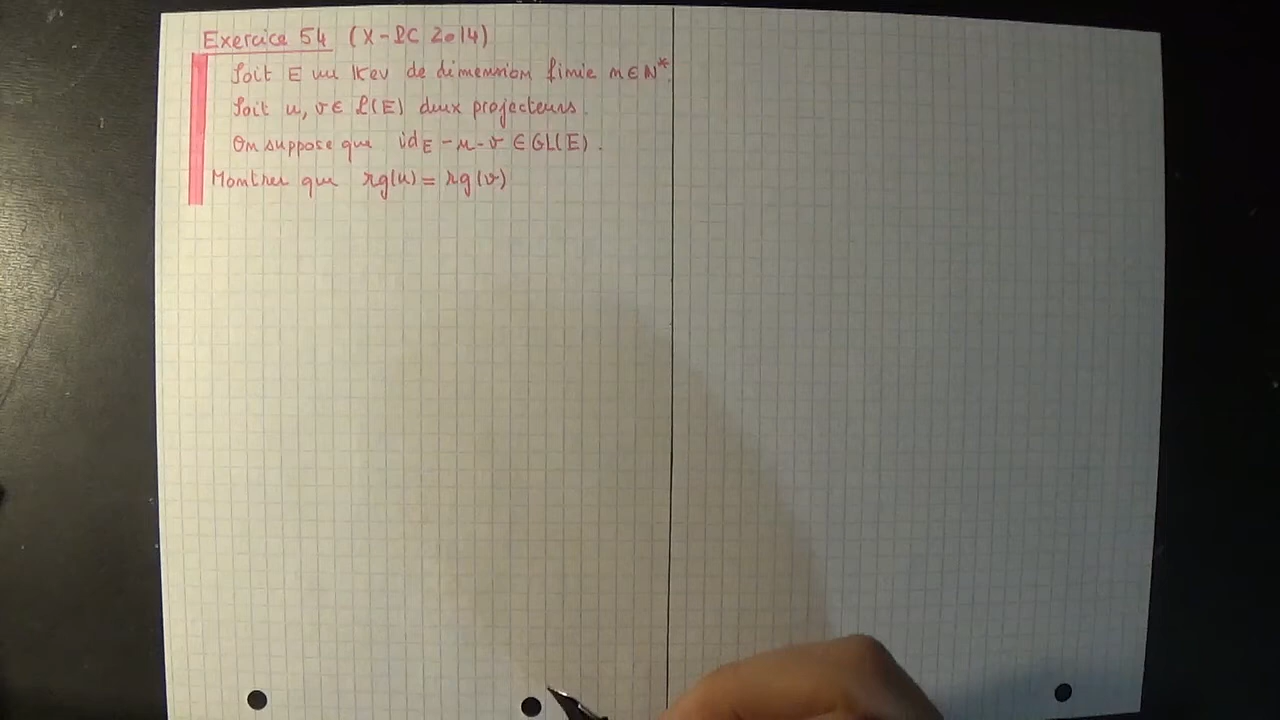 Exercice 54 (X-PC 2014)
Soit E un Kev de dimension finie n ∈ N*.
Soit u, v ∈ L(E) deux projecteurs.
On suppose que id_E - u - v ∈ GL(E).
Montrer que rg(u) = rg(v)